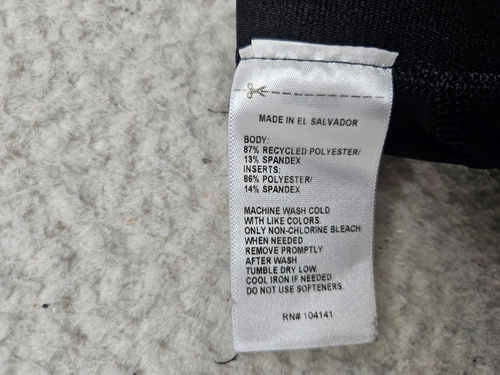 MADE IN EL SALVADOR
BODY:
87% RECYCLED POLYESTER/
13% SPANDEX
INSERTS:
86% POLYESTER/
14% SPANDEX
MACHINE WASH COLD
WITH LIKE COLORS.
ONLY NON-CHLORINE BLEACH
WHEN NEEDED.
REMOVE PROMPTLY
AFTER WASH
TUMBLE DRY LOW.
COOL IRON IF NEEDED
DO NOT USE SOFTENERS.
RN# 104141